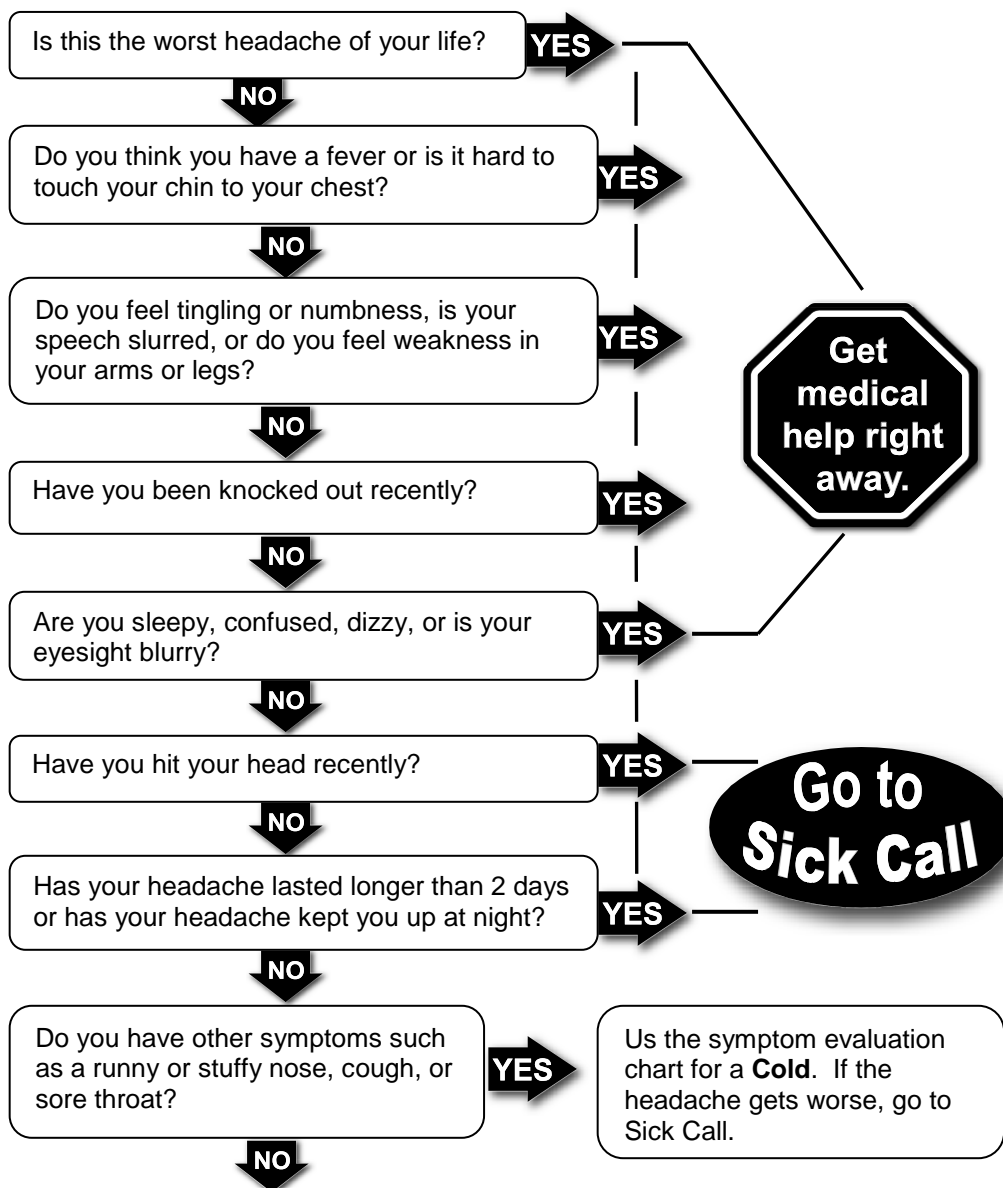 Is this the worst headache of your life?
YES
NO
Do you think you have a fever or is it hard to
touch your chin to your chest?
YES
NO
Do you feel tingling or numbness, is your
speech slurred, or do you feel weakness in
your arms or legs?
YES
Get
medical
help right
away.
NO
Have you been knocked out recently?
YES
NO
Are you sleepy, confused, dizzy, or is your
eyesight blurry?
YES
NO
Have you hit your head recently?
YES
Go to
Sick Call
NO
Has your headache lasted longer than 2 days
or has your headache kept you up at night?
YES
NO
Do you have other symptoms such
as a runny or stuffy nose, cough, or
sore throat?
YES
Us the symptom evaluation
chart for a Cold. If the
headache gets worse, go to
Sick Call.
NO